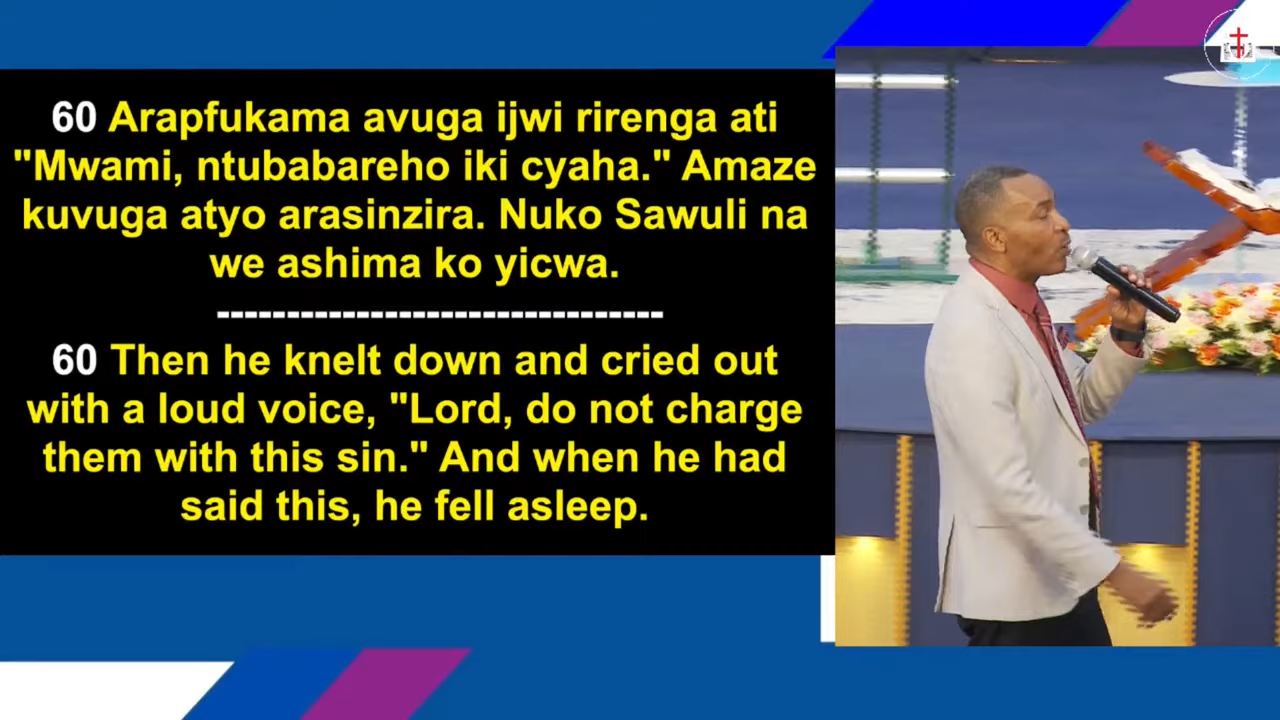 60 Arapfukama avuga ijwi rirenga ati
"Mwami, ntubabareho iki cyaha." Amaze
kuvuga atyo arasinzira. Nuko Sawuli na
we ashima ko yicwa.
--------------------------------
60 Then he knelt down and cried out
with a loud voice, "Lord, do not charge
them with this sin." And when he had
said this, he fell asleep.